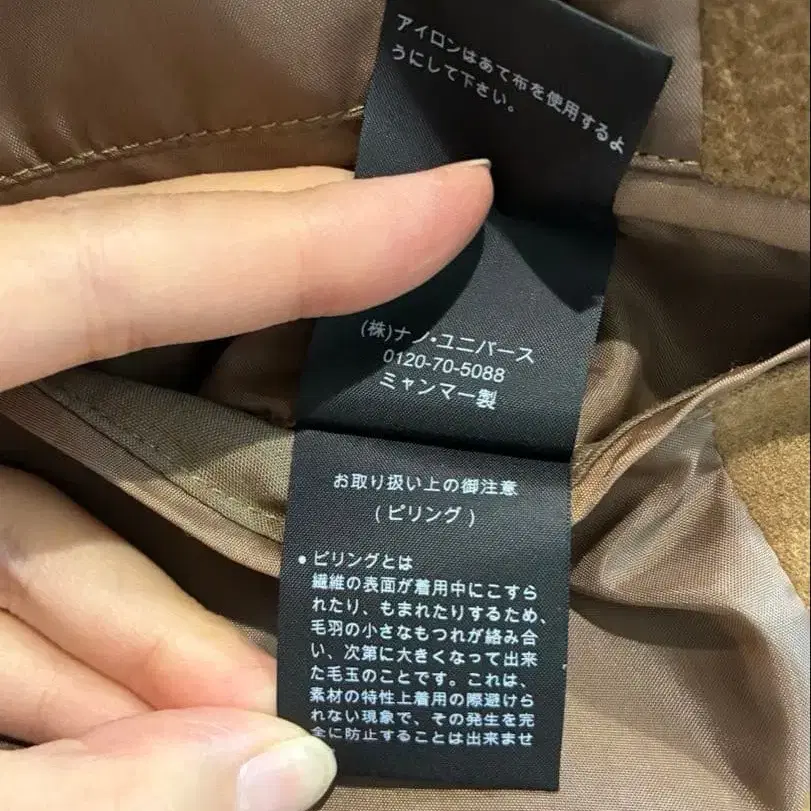 アイロンはあて布を使用するよ
うにして下さい。
(株)ナノ・ユニバース
0120-70-5088
ミャンマー製
お取り扱い上の御注意
(ピリング)
●ピリングとは
繊維の表面が着用中にこすら
れたり、もまれたりするため、
毛羽の小さなもつれが絡み合
い、次第に大きくなって出来
た毛玉のことです。これは、
素材の特性上着用の際避けら
れない現象で、その発生を完
全に防止することは出来ませ